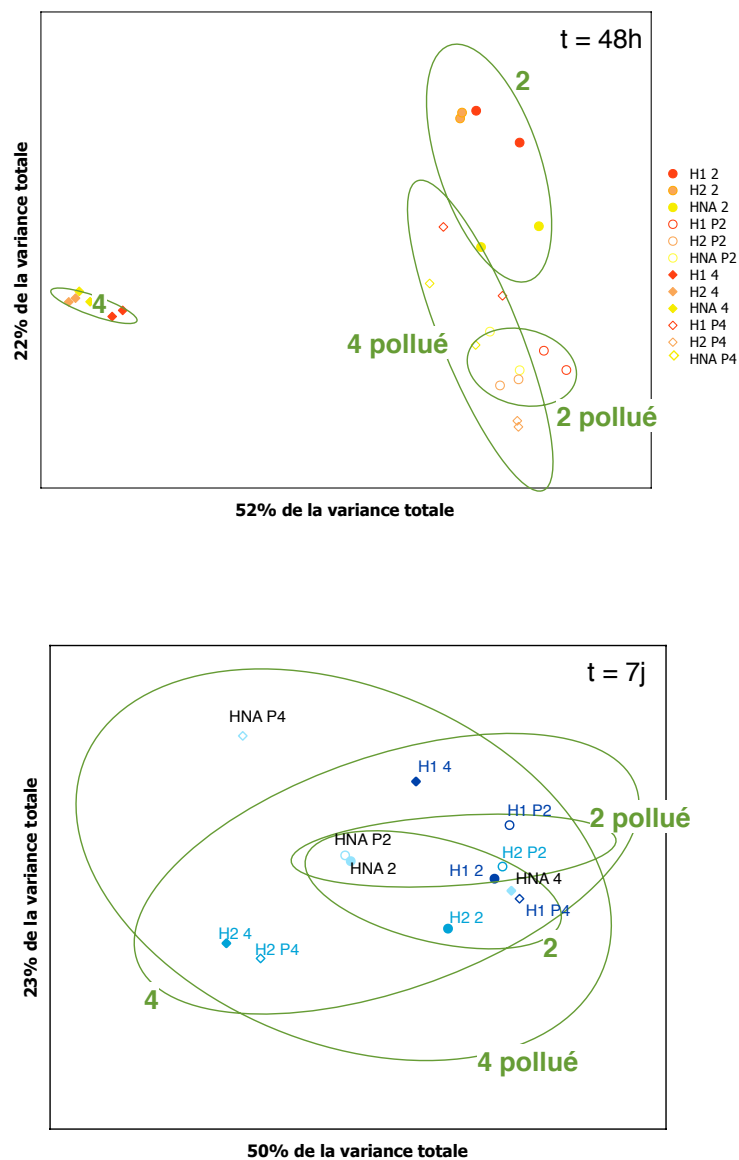 t = 48h
2
4
4 pollué
2 pollué
22% de la variance totale
52% de la variance totale
H1 2
H2 2
HNA 2
H1 P2
H2 P2
HNA P2
H1 4
H2 4
HNA 4
H1 P4
H2 P4
HNA P4
t = 7j
HNA P4
H1 4
H1 P2
2 pollué
HNA P2
H2 P2
HNA 2
H1 2
HNA 4
H1 P4
H2 2
H2 4
H2 P4
2
4
4 pollué
23% de la variance totale
50% de la variance totale